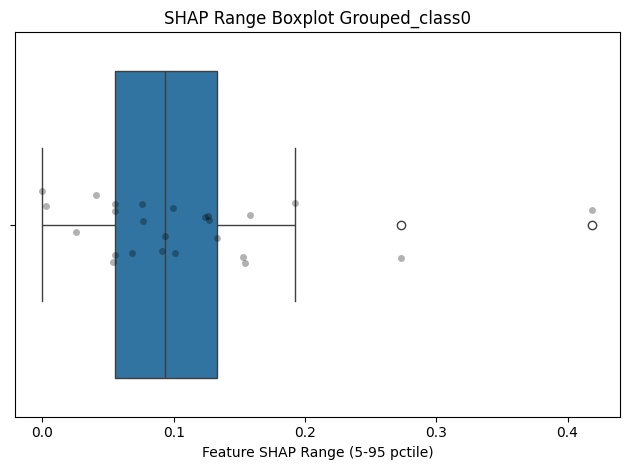 SHAP Range Boxplot Grouped_class0
0.0 0.1 0.2 0.3 0.4
Feature SHAP Range (5-95 pctile)